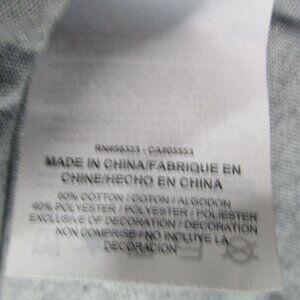 RN#56323 - CA#05553
MADE IN CHINA/FABRIQUE EN
CHINE/HECHO EN CHINA
60% COTTON / COTON / ALGODON
40% POLYESTER / POLYESTER / POLIESTER
EXCLUSIVE OF DECORATION / DECORATION
NON COMPRISE / NO INCLUYE LA
DECORACION